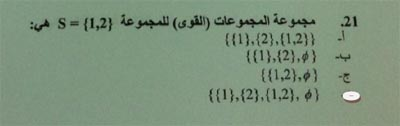 21. مجموعة المجموعات (القوى) للمجموعة S = {1,2} هي:
أ- {{1},{2},{1,2}}
ب- {{1},{2},ϕ}
ج- {{1,2},ϕ}
{{1},{2},{1,2}, ϕ}